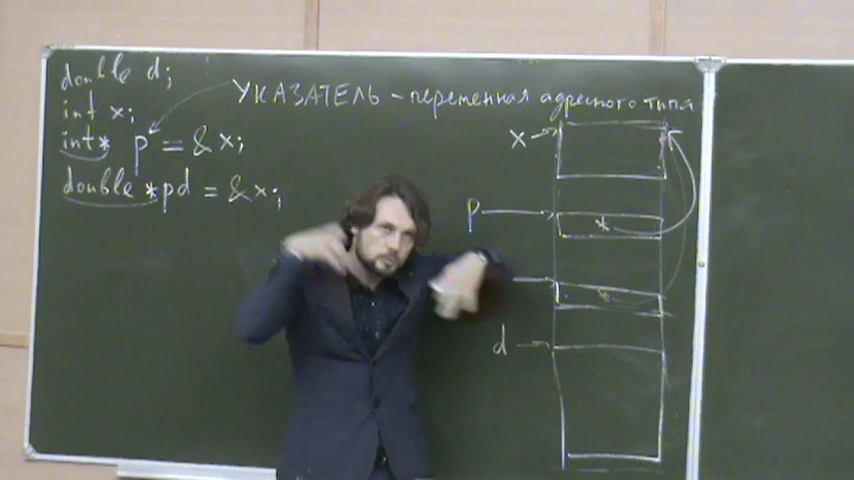 double d;
УКАЗАТЕЛЬ – переменная адресного типа
int x;
int* p = &x;
double *pd = &x;
x
p
*
*
d